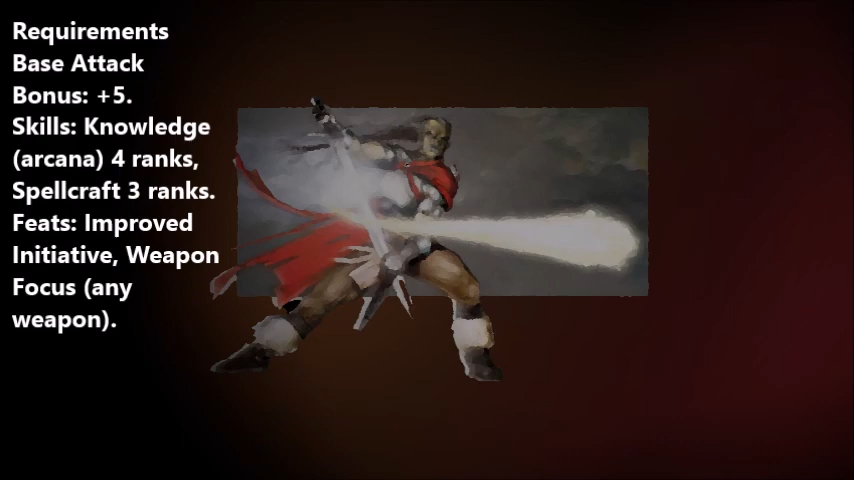 Requirements
Base Attack
Bonus: +5.
Skills: Knowledge
(arcana) 4 ranks,
Spellcraft 3 ranks.
Feats: Improved
Initiative, Weapon
Focus (any
weapon).